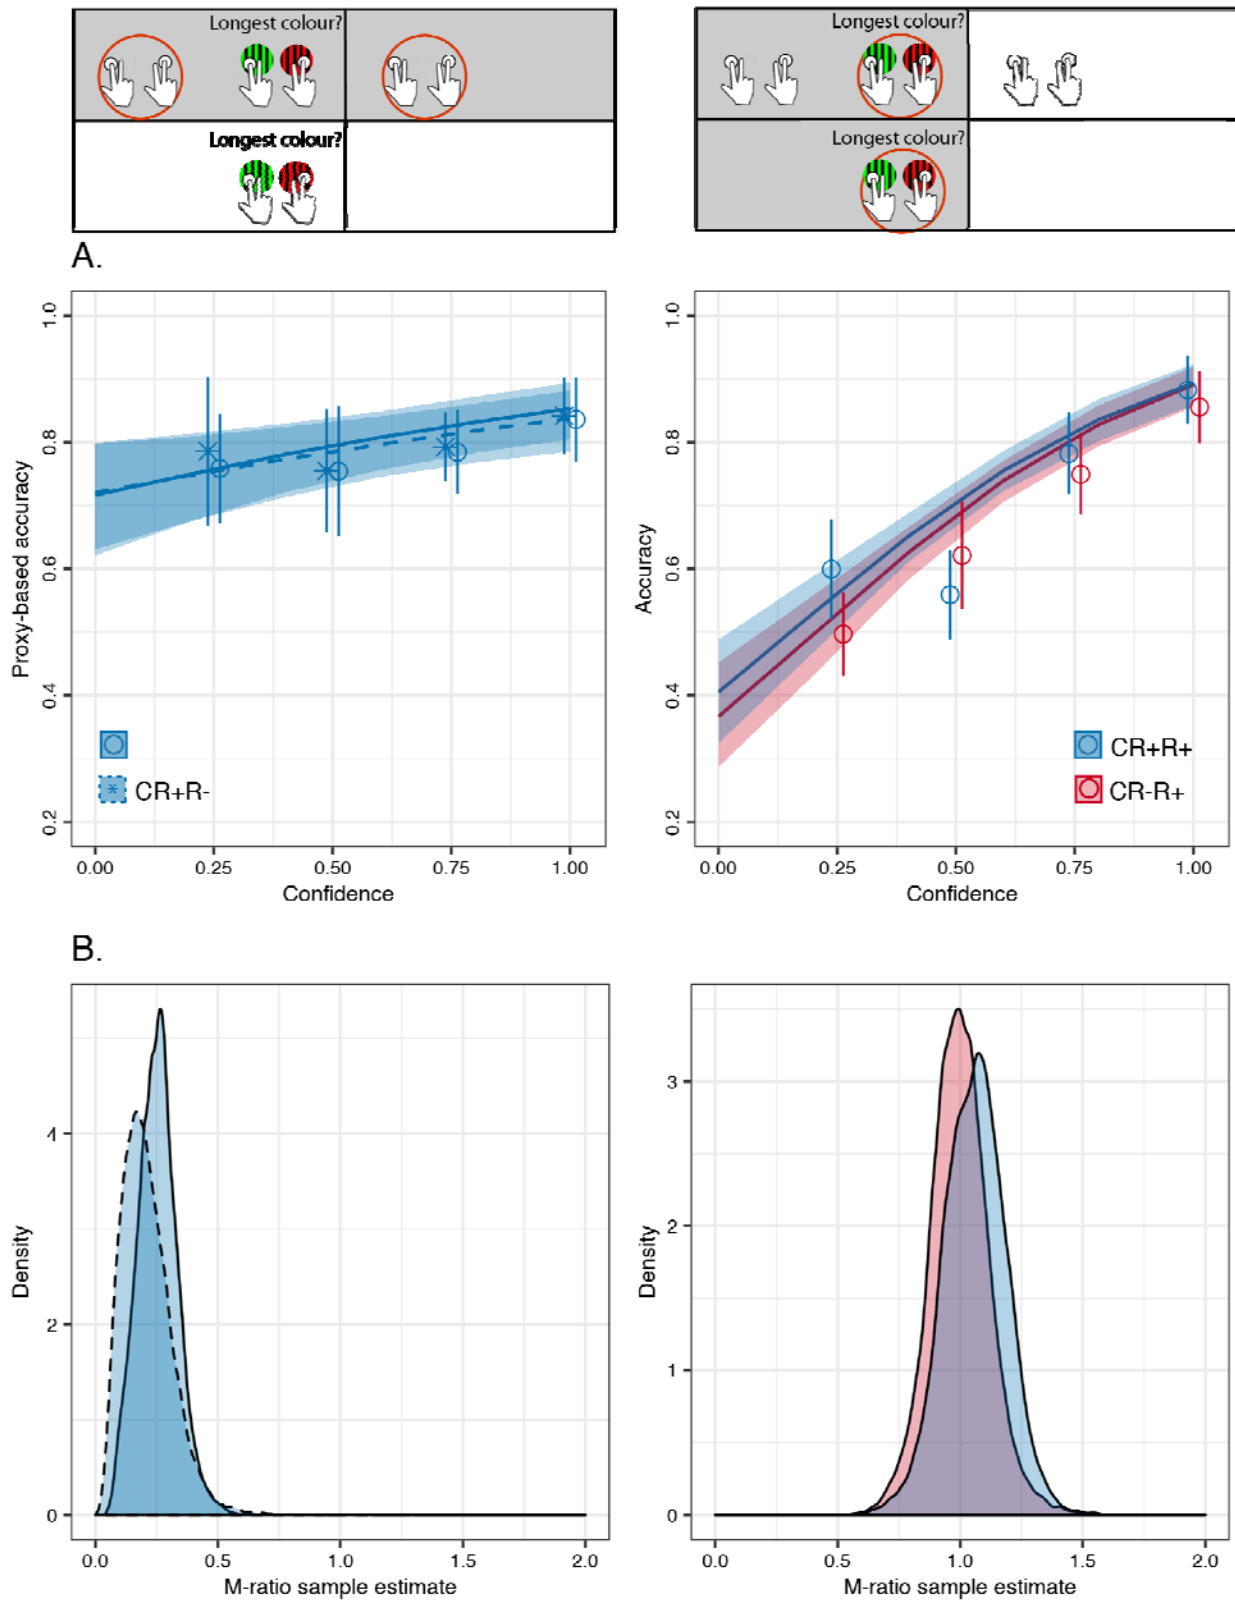 Longest colour?
Longest colour?
Longest colour?
Longest colour?
A.
Proxy-based accuracy
1.0
0.8
0.6
0.4
0.2
CR+R-
0.00 0.25 0.50 0.75 1.00
Confidence
Accuracy
1.0
0.8
0.6
0.4
0.2
CR+R+
CR-R+
0.00 0.25 0.50 0.75 1.00
Confidence
B.
Density
4
2
0
0.0 0.5 1.0 1.5 2.0
M-ratio sample estimate
Density
3
2
1
0
0.0 0.5 1.0 1.5 2.0
M-ratio sample estimate